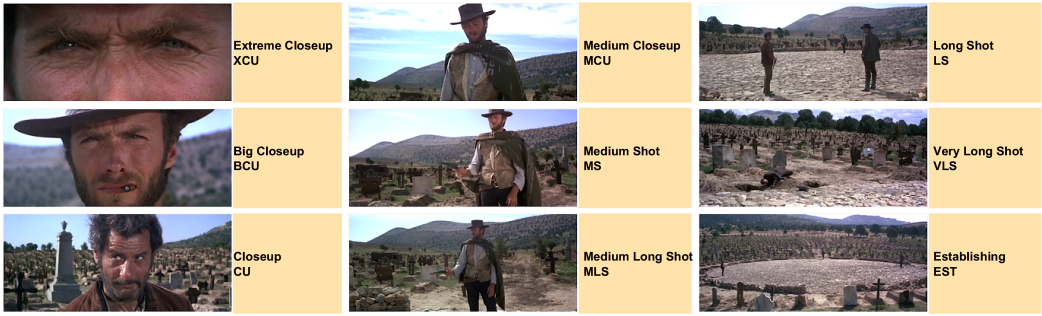 Extreme Closeup
XCU
Big Closeup
BCU
Closeup
CU
Medium Closeup
MCU
Medium Shot
MS
Medium Long Shot
MLS
Long Shot
LS
Very Long Shot
VLS
Establishing
EST